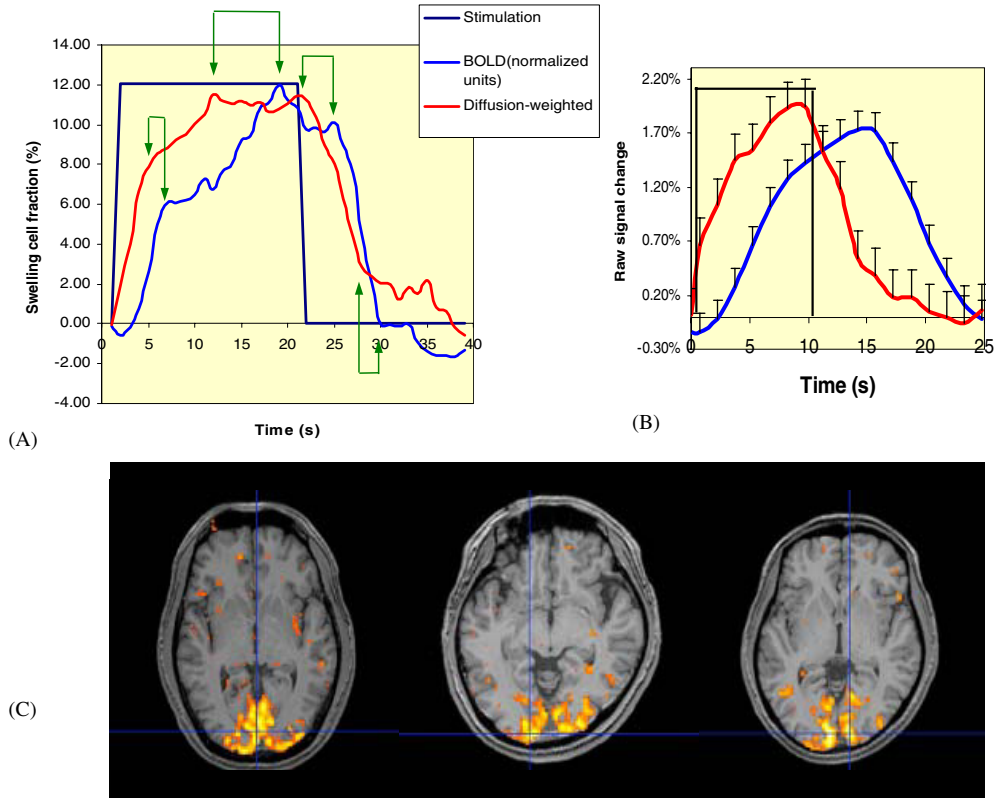 Stimulation
BOLD(normalized
units)
Diffusion-weighted
14.00
12.00
10.00
8.00
6.00
4.00
2.00
0.00
-2.00
-4.00
Swelling cell fraction (%)
0 5 10 15 20 25 30 35 40
Time (s)
(A)
2.20%
1.70%
1.20%
0.70%
0.20%
-0.30%
Raw signal change
0 5 10 15 20 25
Time (s)
(B)
(C)